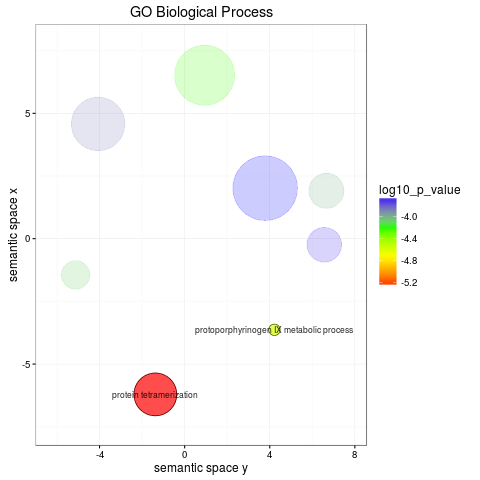 GO Biological Process
5
0
-5
semantic space x
protoporphyrinogen IX metabolic process
protein tetramerization
-4
0
4
8
semantic space y
log10_p_value
-4.0
-4.4
-4.8
-5.2